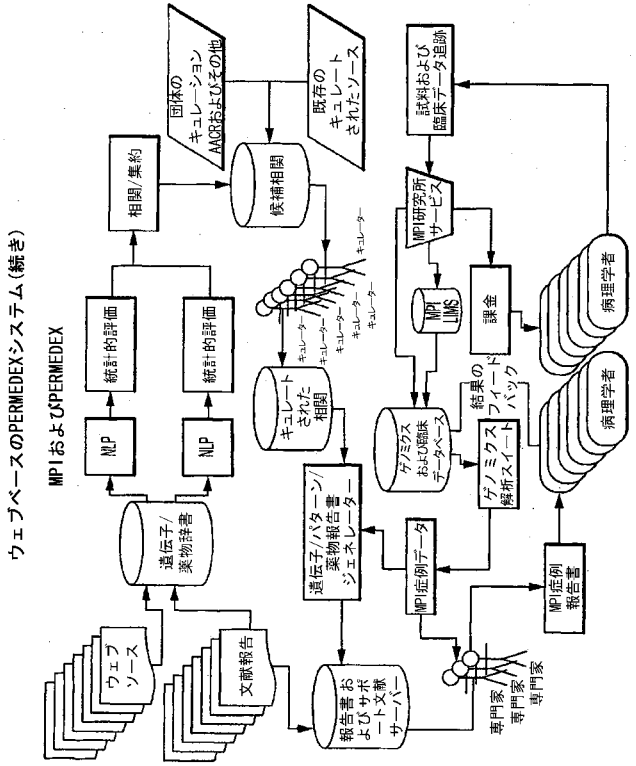 ウェブベースのPERMEDEXシステム(続き)
MPIおよびPERMEDEX
ウェブ
ソース
文献報告
遺伝子/
薬物辞書
NLP
NLP
統計的評価
統計的評価
相関/集約
団体の
キュレーション
AACRおよびその他
既存の
キュレート
されたソース
候補相関
キュレーター
キュレーター
キュレーター
キュレーター
キュレーター
キュレーター
キュレーター
キュレート
された
相関
遺伝子/パターン/
薬物報告書
ジェネレーター
報告書お
よびサポ
ート文献
サーバー
MPI症例データ
専門家
専門家
専門家
MPI症例
報告書
ゲノミクス
および臨床
データベース
ゲノミクス
解析スイート
結果の
フィード
バック
MPI
LIMS
MPI研究所
サービス
課金
試料および
臨床データ追跡
病理学者
病理学者